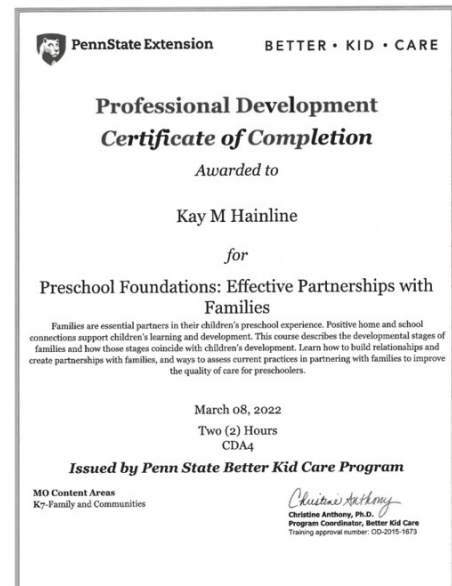 PennState Extension
BETTER • KID • CARE
Professional Development
Certificate of Completion
Awarded to
Kay M Hainline
for
Preschool Foundations: Effective Partnerships with
Families
Families are essential partners in their children's preschool experience. Positive home and school
connections support children's learning and development. This course describes the developmental stages of
families and how those stages coincide with children's development. Learn how to build relationships and
create partnerships with families, and ways to assess current practices in partnering with families to improve
the quality of care for preschoolers.
March 08, 2022
Two (2) Hours
CDA4
Issued by Penn State Better Kid Care Program
MO Content Areas
K7-Family and Communities
Christine Anthony
Christine Anthony, Ph.D.
Program Coordinator, Better Kid Care
Training approval number: OD-2015-1673